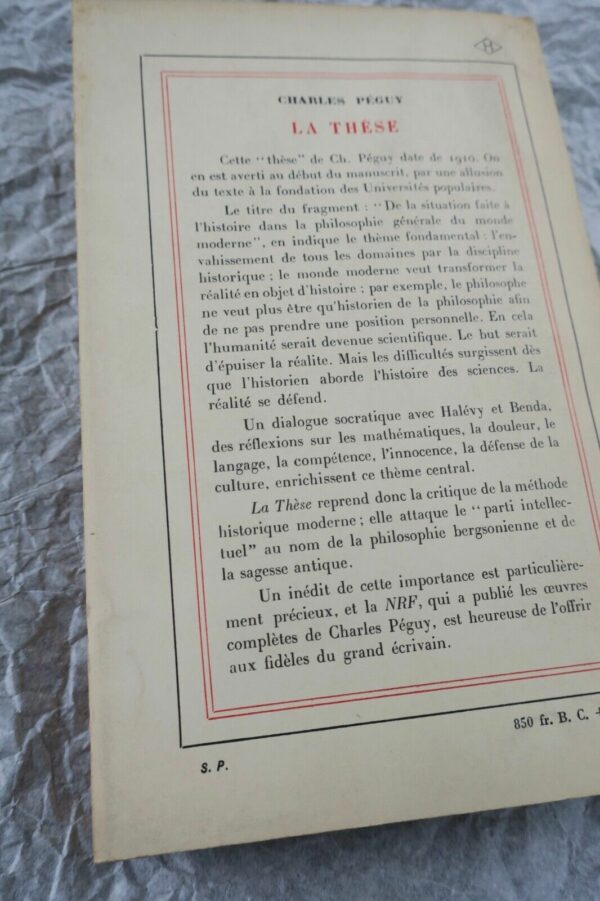 CHARLES PÉGUY
LA THÈSE
Cette "thèse" de Ch. Péguy date de 1910. On
en est averti au début du manuscrit, par une allusion
du texte à la fondation des Universités populaires.
Le titre du fragment : "De la situation faite à
l'histoire dans la philosophie générale du monde
moderne", en indique le thème fondamental : l'en-
vahissement de tous les domaines par la discipline
historique ; le monde moderne veut transformer la
réalité en objet d'histoire ; par exemple, le philosophe
ne veut plus être qu'historien de la philosophie afin
de ne pas prendre une position personnelle. En cela
l'humanité serait devenue scientifique. Le but serait
d'épuiser la réalite. Mais les difficultés surgissent dès
que l'historien aborde l'histoire des sciences. La
réalité se défend.
Un dialogue socratique avec Halévy et Benda,
des réflexions sur les mathématiques, la douleur, le
langage, la compétence, l'innocence, la défense de la
culture, enrichissent ce thème central.
La Thèse reprend donc la critique de la méthode
historique moderne ; elle attaque le "parti intellec-
tuel" au nom de la philosophie bergsonienne et de
la sagesse antique.
Un inédit de cette importance est particulière-
ment précieux, et la NRF, qui a publié les œuvres
complètes de Charles Péguy, est heureuse de l'offrir
aux fidèles du grand écrivain.
850 fr. B. C. +
S. P.